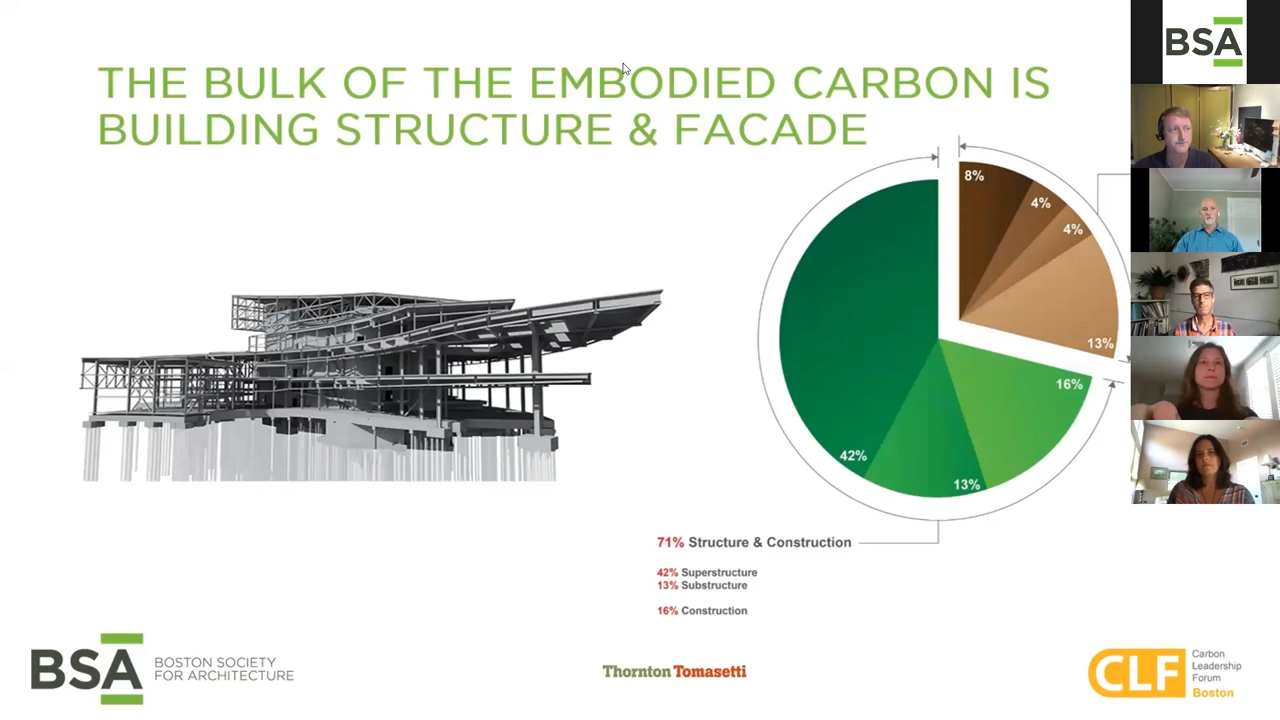 THE BULK OF THE EMBODIED CARBON IS
BUILDING STRUCTURE & FACADE
BSA
8%
4%
4%
13%
16%
42%
13%
71% Structure & Construction
42% Superstructure
13% Substructure
16% Construction
BSA
BOSTON SOCIETY
FOR ARCHITECTURE
Thornton Tomasetti
CLF
Carbon
Leadership
Forum
Boston